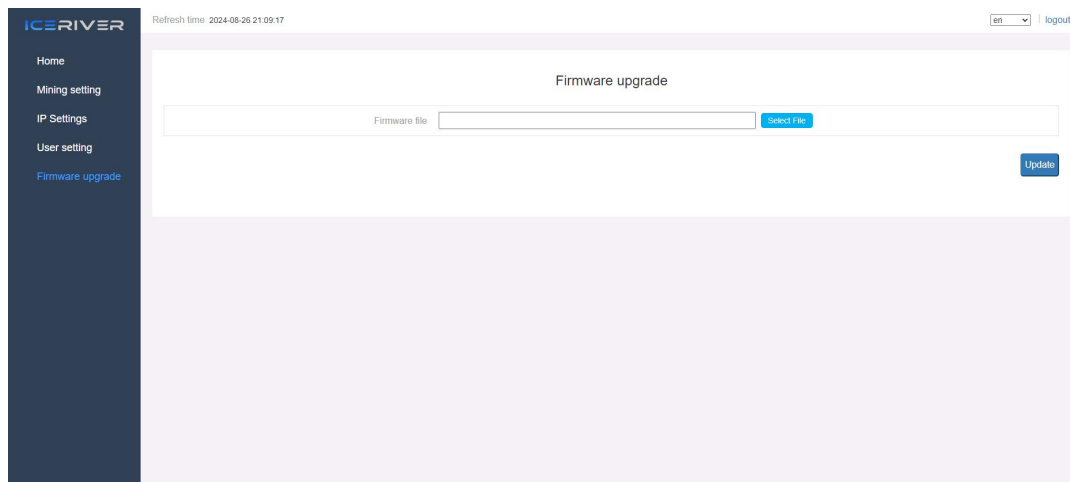 ICERIVER
Refresh time 2024-08-26 21:09:17
en
logout
Home
Mining setting
IP Settings
User setting
Firmware upgrade
Firmware upgrade
Firmware file
Select File
Update